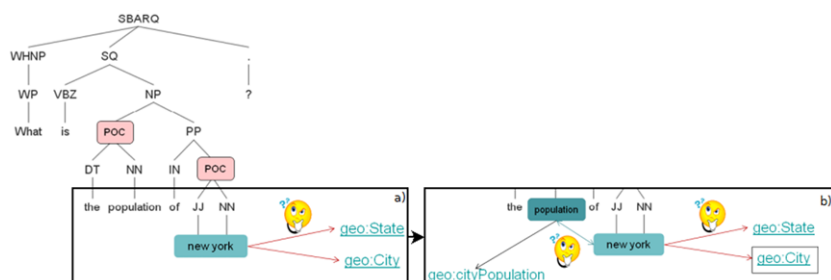 SBARQ
WHNP SQ .
WP VBZ NP
What is POC PP ?
DT NN IN POC
the population of JJ NN a)
new york geo:State
geo:City
the population of JJ NN b)
new york geo:State
geo:City
geo:cityPopulation